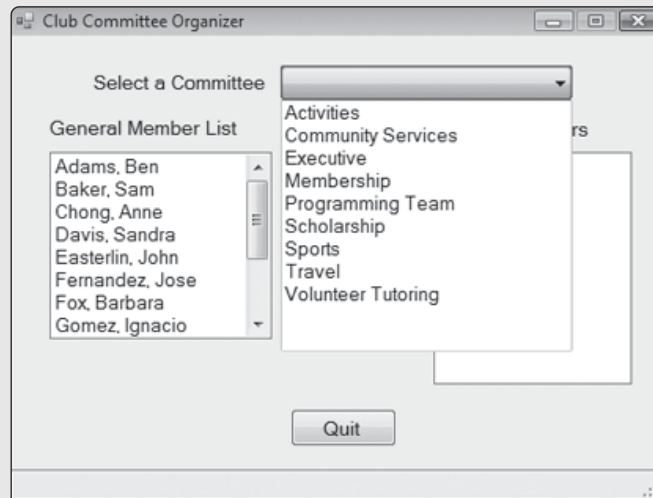 Club Committee Organizer
Select a Committee
General Member List
rs
Adams, Ben
Baker, Sam
Chong, Anne
Davis, Sandra
Easterlin, John
Fernandez, Jose
Fox, Barbara
Gomez, Ignacio
Activities
Community Services
Executive
Membership
Programming Team
Scholarship
Sports
Travel
Volunteer Tutoring
Quit